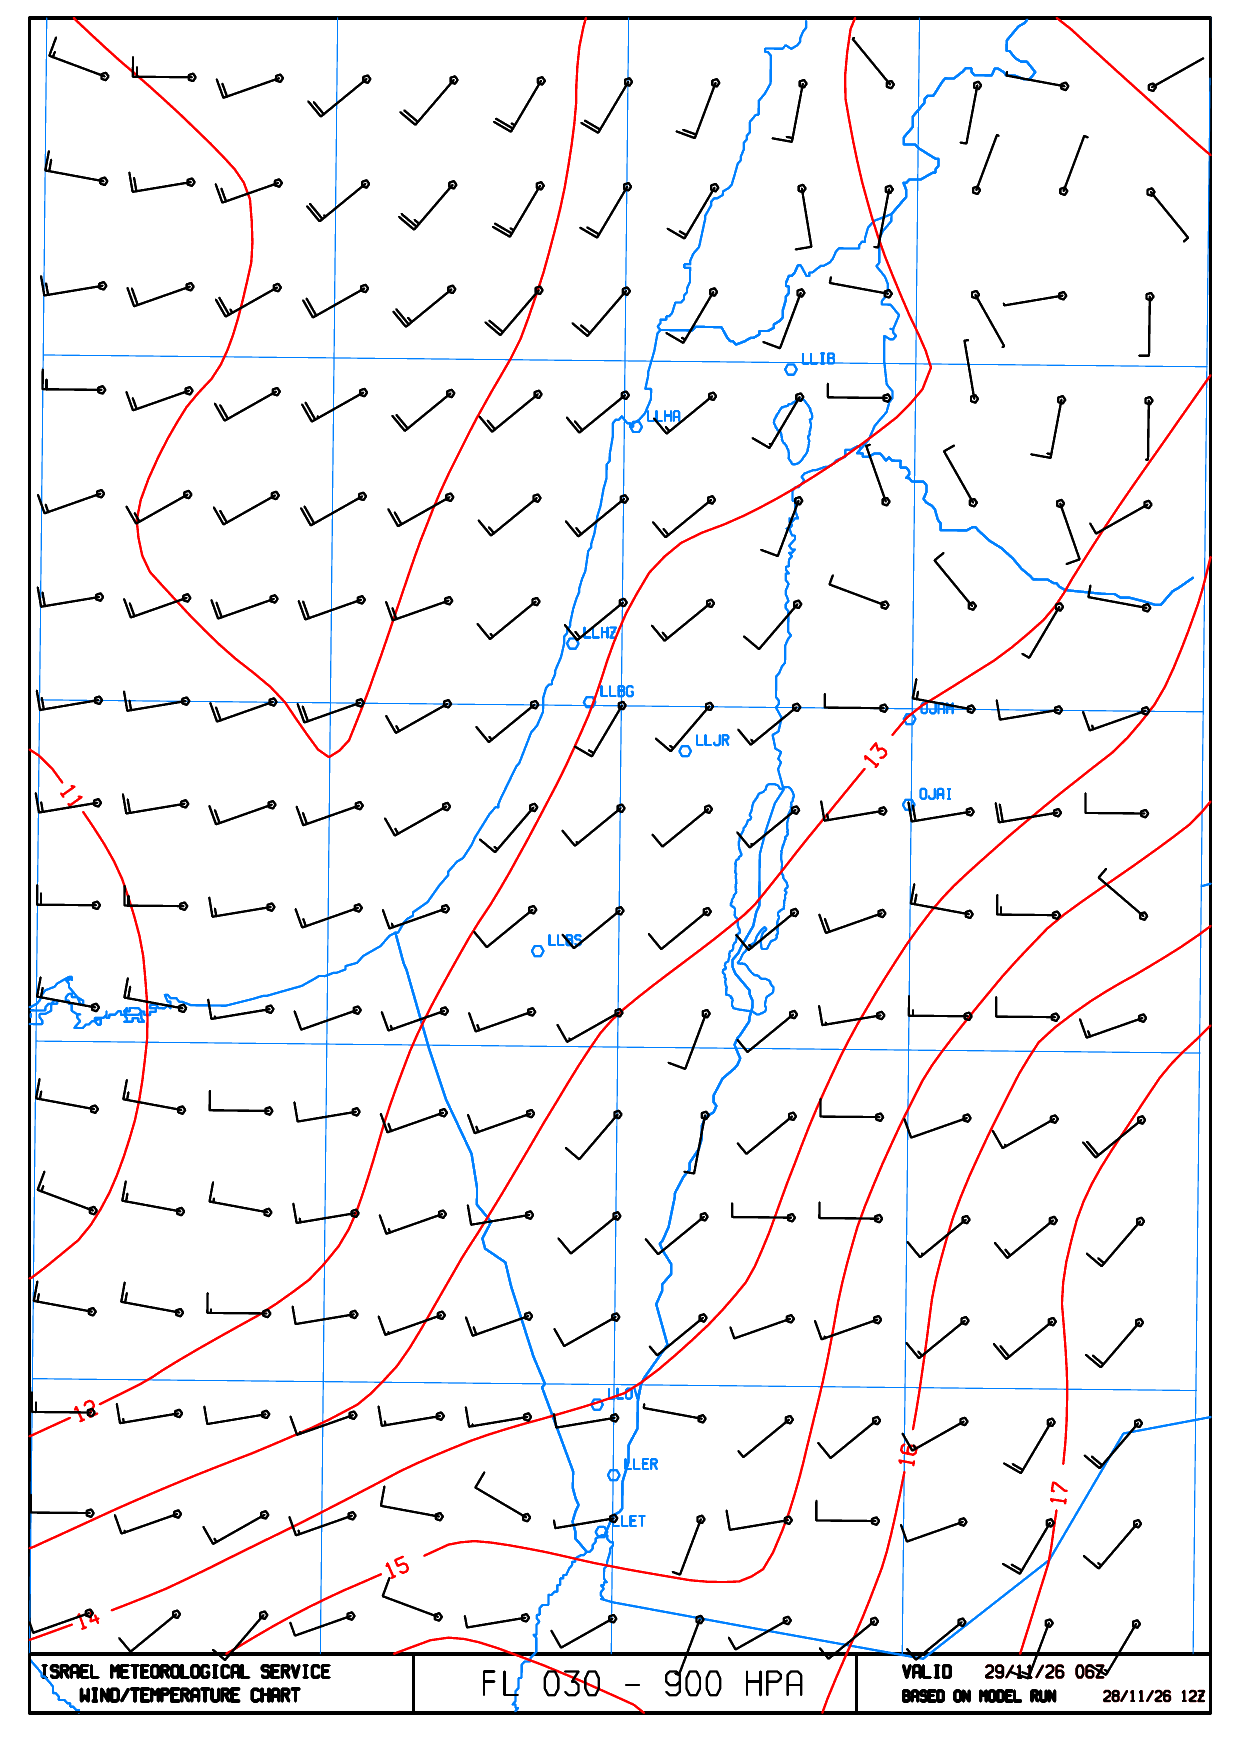 LLIB
LLHA
LLHZ
LLBG
OJAM
LLJR
13
11
OJAI
LLBS
12
LLOV
16
LLER
17
LLET
15
14
ISRAEL METEOROLOGICAL SERVICE
WIND/TEMPERATURE CHART
FL 030 - 900 HPA
VALID 29/11/26 06Z
BASED ON MODEL RUN 28/11/26 12Z